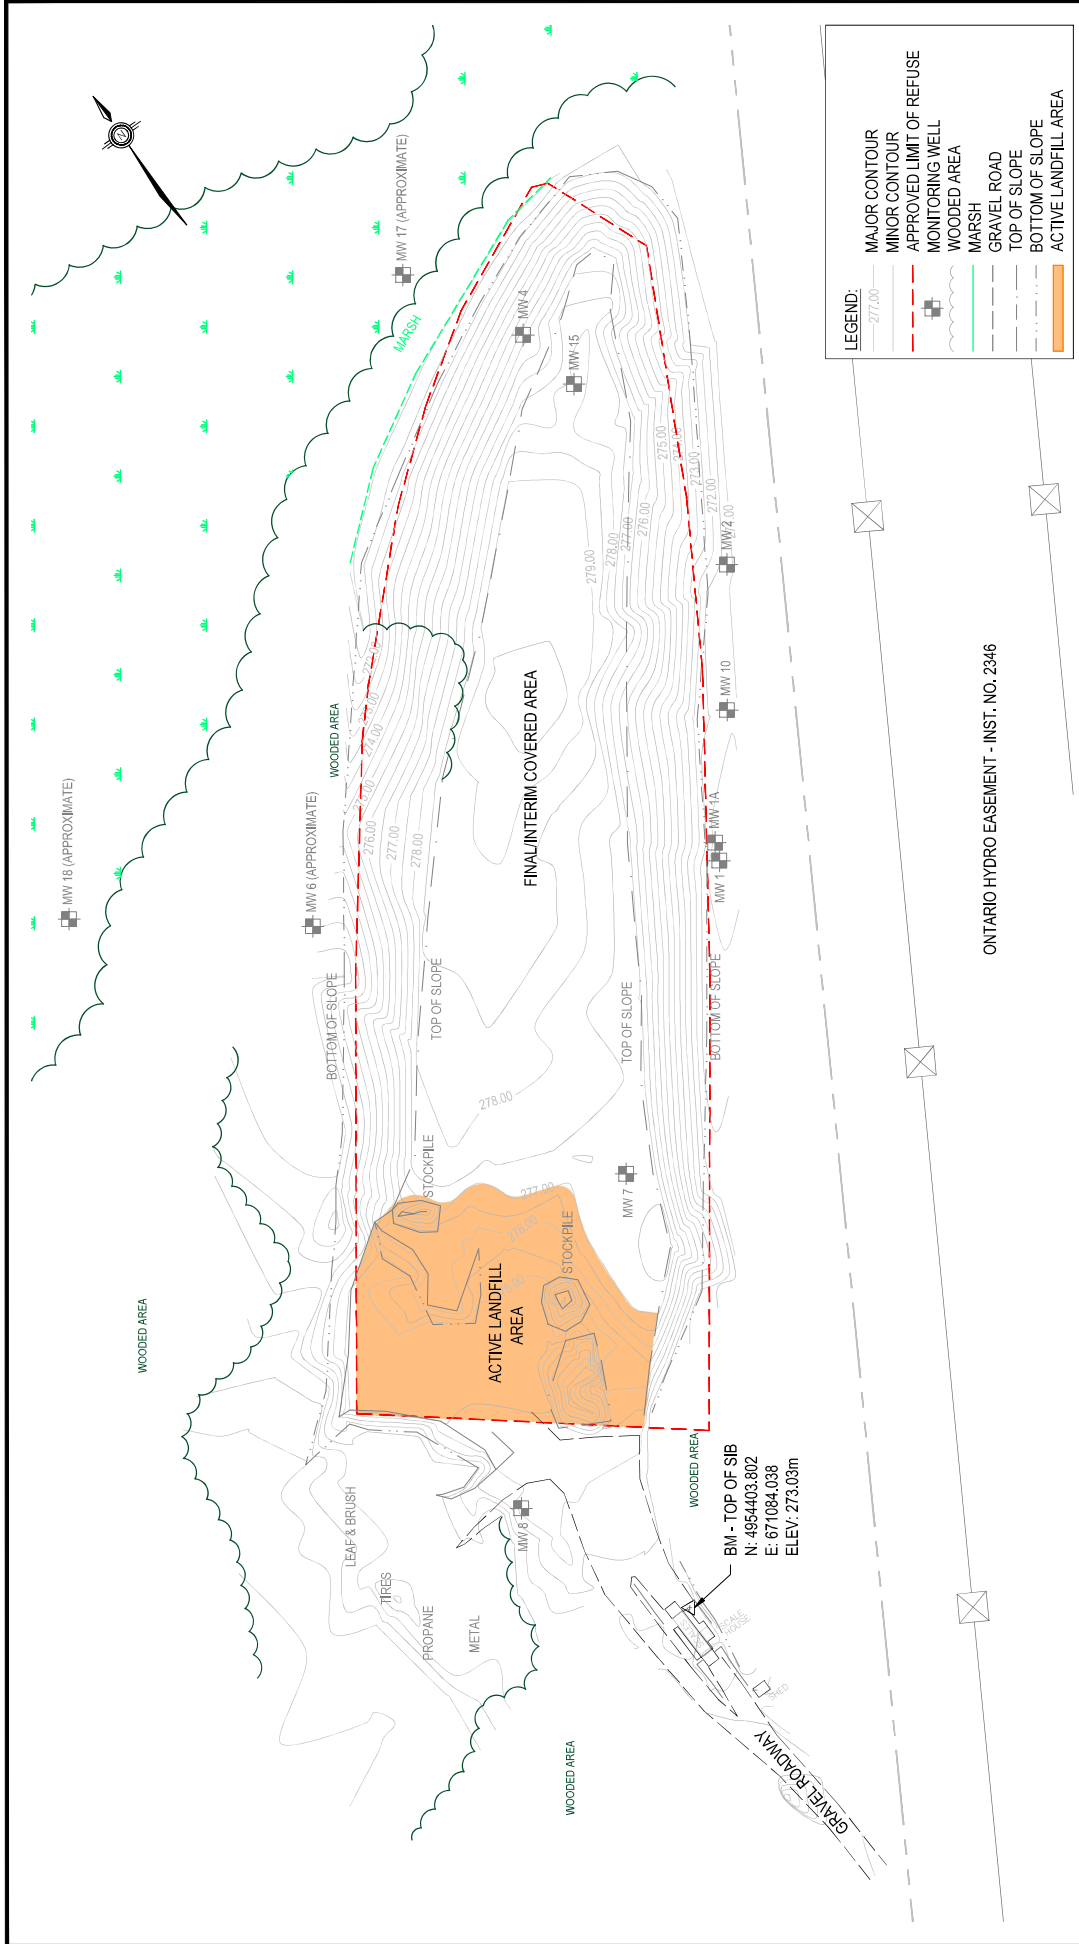 N
MW 17 (APPROXIMATE)
MARSH
MW 4
MW 15
LEGEND:
277.00
MAJOR CONTOUR
MINOR CONTOUR
APPROVED LIMIT OF REFUSE
MONITORING WELL
WOODED AREA
MARSH
GRAVEL ROAD
TOP OF SLOPE
BOTTOM OF SLOPE
ACTIVE LANDFILL AREA
275.00
273.00
272.00
279.00
278.00
277.00
276.00
MW 2
MW 10
WOODED AREA
274.00
276.00
277.00
278.00
FINAL/INTERIM COVERED AREA
MW 18 (APPROXIMATE)
MW 6 (APPROXIMATE)
MW 1A
MW 1
ONTARIO HYDRO EASEMENT - INST. NO. 2346
BOTTOM OF SLOPE
TOP OF SLOPE
TOP OF SLOPE
BOTTOM OF SLOPE
278.00
STOCKPILE
277.00
276.00
MW 7
STOCKPILE
ACTIVE LANDFILL
AREA
WOODED AREA
WOODED AREA
BM - TOP OF SIB
N: 4954403.802
E: 671084.038
ELEV: 273.03m
MW 8
LEAF & BRUSH
TIRES
PROPANE
METAL
SCALE
HOUSE
SHED
WOODED AREA
GRAVEL ROADWAY